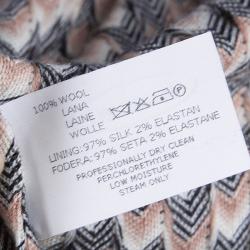 100% WOOL
LANA
LAINE
WOLLE
LINING: 97% SILK 2% ELASTAN
FODERA: 97% SETA 2% ELASTANE
PROFESSIONALLY DRY CLEAN
PERCHLORETHYLENE
LOW MOISTURE
STEAM ONLY